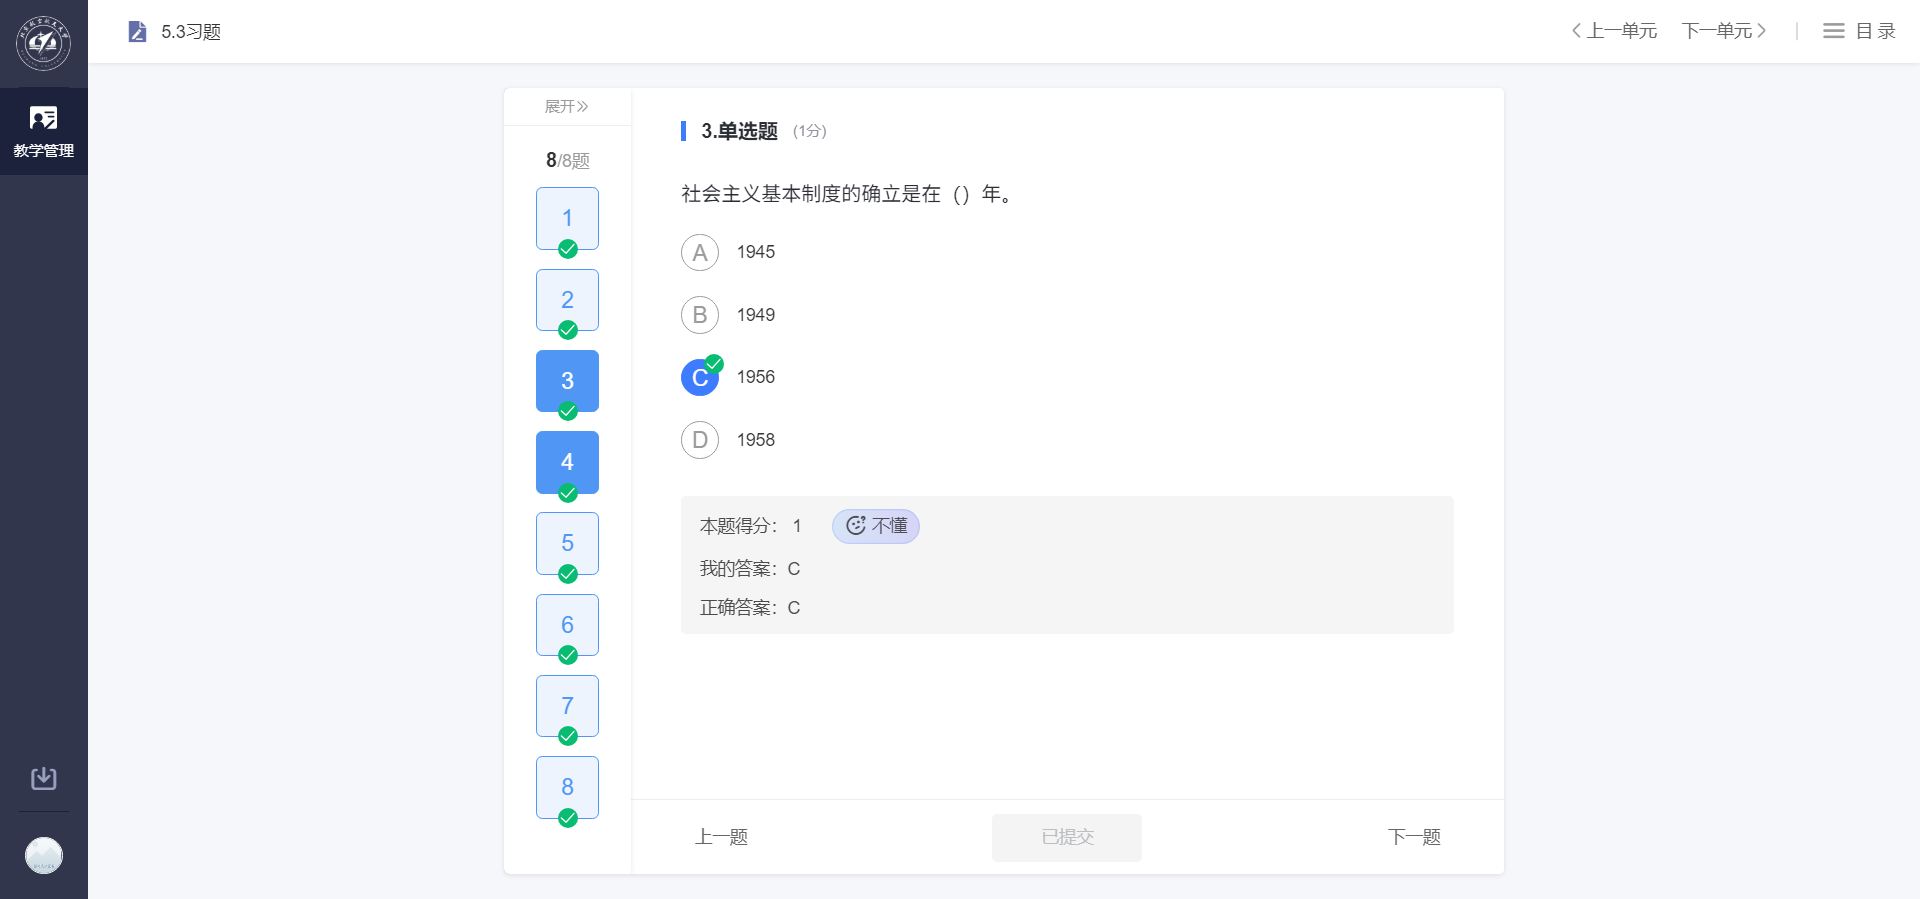 5.3习题
上一单元
下一单元
目录
教学管理
展开
8/8题
1
2
3
4
5
6
7
8
3.单选题 (1分)
社会主义基本制度的确立是在（）年。
A 1945
B 1949
C 1956
D 1958
本题得分： 1 不懂
我的答案：C
正确答案：C
上一题
已提交
下一题